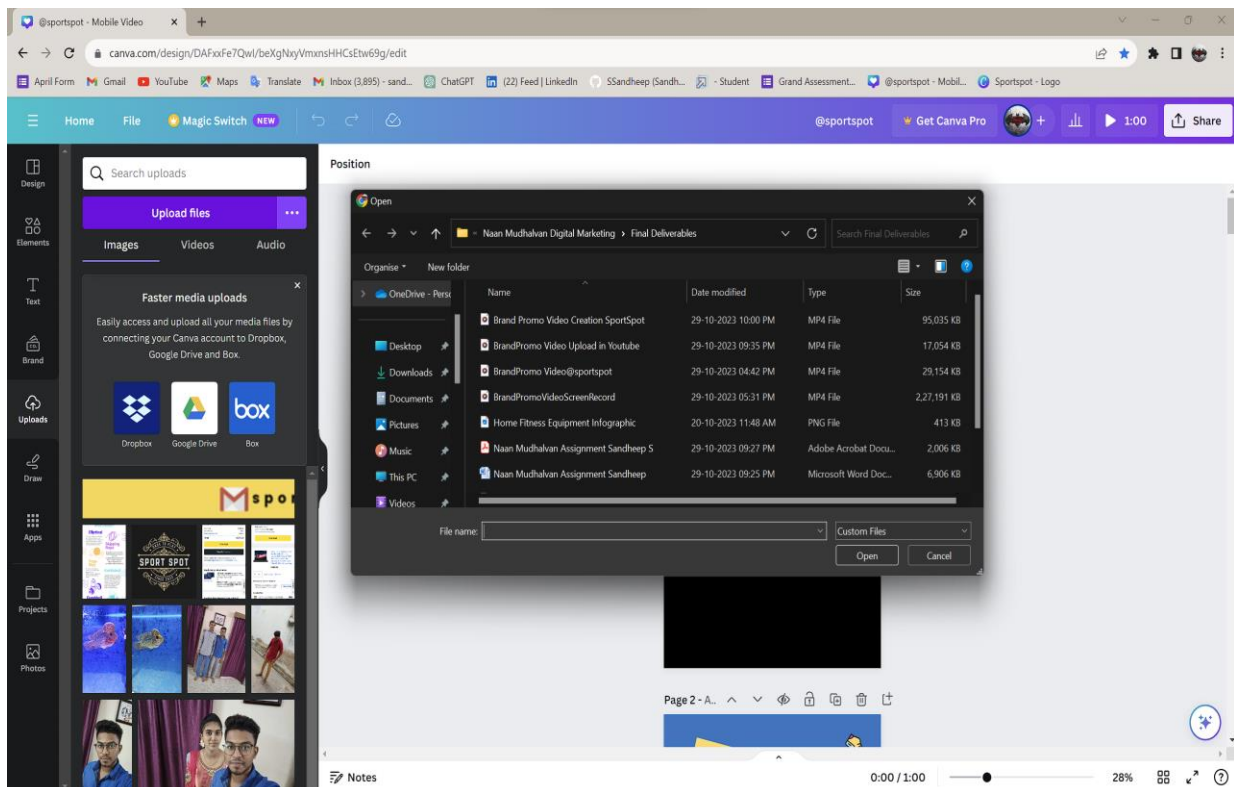 @sportspot - Mobile Video
canva.com/design/DAFxxFe7QwI/beXgNxyVmxnsHHCsEtw69g/edit
April Form Gmail YouTube Maps Translate Inbox (3,895) - sand... ChatGPT (22) Feed | LinkedIn SSandheep (Sandh... - Student Grand Assessment... @sportspot - Mobil... Sportspot - Logo
Home File Magic Switch NEW @sportspot Get Canva Pro 1:00 Share
Design
Elements
Text
Brand
Uploads
Draw
Apps
Projects
Photos
Search uploads
Upload files
Images Videos Audio
Faster media uploads
Easily access and upload all your media files by
connecting your Canva account to Dropbox,
Google Drive and Box.
box
Dropbox Google Drive Box
spor
SPORT SPOT
Position
Open
Naan Mudhalvan Digital Marketing › Final Deliverables Search Final Deliverables
Organise New folder
OneDrive - Perso
Desktop
Downloads
Documents
Pictures
Music
This PC
Videos
Name Date modified Type Size
Brand Promo Video Creation SportSpot 29-10-2023 10:00 PM MP4 File 95,035 KB
BrandPromo Video Upload in Youtube 29-10-2023 09:35 PM MP4 File 17,054 KB
BrandPromo Video@sportspot 29-10-2023 04:42 PM MP4 File 29,154 KB
BrandPromoVideoScreenRecord 29-10-2023 05:31 PM MP4 File 2,27,191 KB
Home Fitness Equipment Infographic 20-10-2023 11:48 AM PNG File 413 KB
Naan Mudhalvan Assignment Sandheep S 29-10-2023 09:27 PM Adobe Acrobat Docu... 2,006 KB
Naan Mudhalvan Assignment Sandheep 29-10-2023 09:25 PM Microsoft Word Doc... 6,906 KB
File name: Custom Files
Open Cancel
Page 2 - A...
Notes 0:00 / 1:00 28%